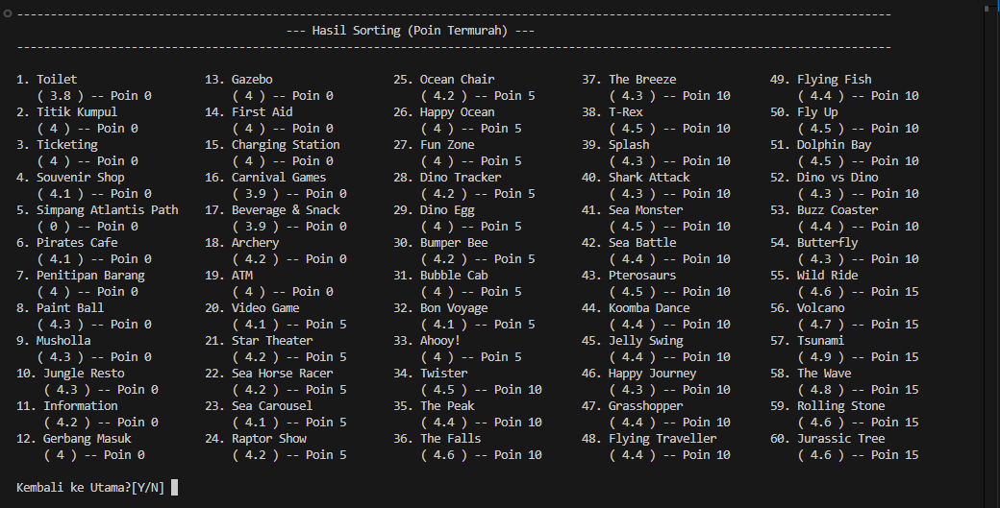 --- Hasil Sorting (Poin Termurah) ---
1. Toilet
( 3.8 ) -- Poin 0
2. Titik Kumpul
( 4 ) -- Poin 0
3. Ticketing
( 4 ) -- Poin 0
4. Souvenir Shop
( 4.1 ) -- Poin 0
5. Simpang Atlantis Path
( 0 ) -- Poin 0
6. Pirates Cafe
( 4.1 ) -- Poin 0
7. Penitipan Barang
( 4 ) -- Poin 0
8. Paint Ball
( 4.3 ) -- Poin 0
9. Musholla
( 4.3 ) -- Poin 0
10. Jungle Resto
( 4.3 ) -- Poin 0
11. Information
( 4.2 ) -- Poin 0
12. Gerbang Masuk
( 4 ) -- Poin 0
13. Gazebo
( 4 ) -- Poin 0
14. First Aid
( 4 ) -- Poin 0
15. Charging Station
( 4 ) -- Poin 0
16. Carnival Games
( 3.9 ) -- Poin 0
17. Beverage & Snack
( 3.9 ) -- Poin 0
18. Archery
( 4.2 ) -- Poin 0
19. ATM
( 4 ) -- Poin 0
20. Video Game
( 4.1 ) -- Poin 5
21. Star Theater
( 4.2 ) -- Poin 5
22. Sea Horse Racer
( 4.2 ) -- Poin 5
23. Sea Carousel
( 4.1 ) -- Poin 5
24. Raptor Show
( 4.2 ) -- Poin 5
25. Ocean Chair
( 4.2 ) -- Poin 5
26. Happy Ocean
( 4 ) -- Poin 5
27. Fun Zone
( 4 ) -- Poin 5
28. Dino Tracker
( 4.2 ) -- Poin 5
29. Dino Egg
( 4 ) -- Poin 5
30. Bumper Bee
( 4.2 ) -- Poin 5
31. Bubble Cab
( 4 ) -- Poin 5
32. Bon Voyage
( 4.1 ) -- Poin 5
33. Ahooy!
( 4 ) -- Poin 5
34. Twister
( 4.5 ) -- Poin 10
35. The Peak
( 4.4 ) -- Poin 10
36. The Falls
( 4.6 ) -- Poin 10
37. The Breeze
( 4.3 ) -- Poin 10
38. T-Rex
( 4.5 ) -- Poin 10
39. Splash
( 4.3 ) -- Poin 10
40. Shark Attack
( 4.3 ) -- Poin 10
41. Sea Monster
( 4.5 ) -- Poin 10
42. Sea Battle
( 4.4 ) -- Poin 10
43. Pterosaurs
( 4.5 ) -- Poin 10
44. Koomba Dance
( 4.4 ) -- Poin 10
45. Jelly Swing
( 4.4 ) -- Poin 10
46. Happy Journey
( 4.3 ) -- Poin 10
47. Grasshopper
( 4.4 ) -- Poin 10
48. Flying Traveller
( 4.4 ) -- Poin 10
49. Flying Fish
( 4.4 ) -- Poin 10
50. Fly Up
( 4.5 ) -- Poin 10
51. Dolphin Bay
( 4.5 ) -- Poin 10
52. Dino vs Dino
( 4.3 ) -- Poin 10
53. Buzz Coaster
( 4.4 ) -- Poin 10
54. Butterfly
( 4.3 ) -- Poin 10
55. Wild Ride
( 4.6 ) -- Poin 15
56. Volcano
( 4.7 ) -- Poin 15
57. Tsunami
( 4.9 ) -- Poin 15
58. The Wave
( 4.8 ) -- Poin 15
59. Rolling Stone
( 4.6 ) -- Poin 15
60. Jurassic Tree
( 4.6 ) -- Poin 15
Kembali ke Utama?[Y/N]